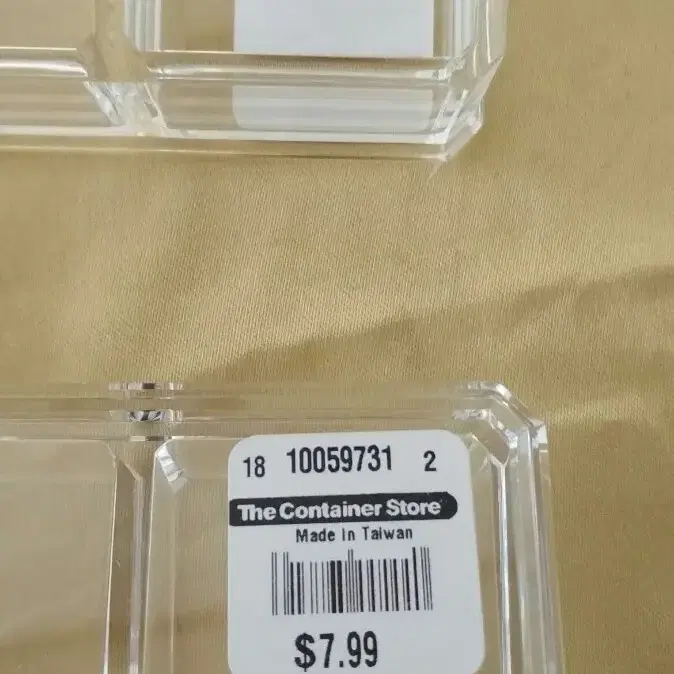 18 10059731 2
The Container Store
Made In Taiwan
$7.99